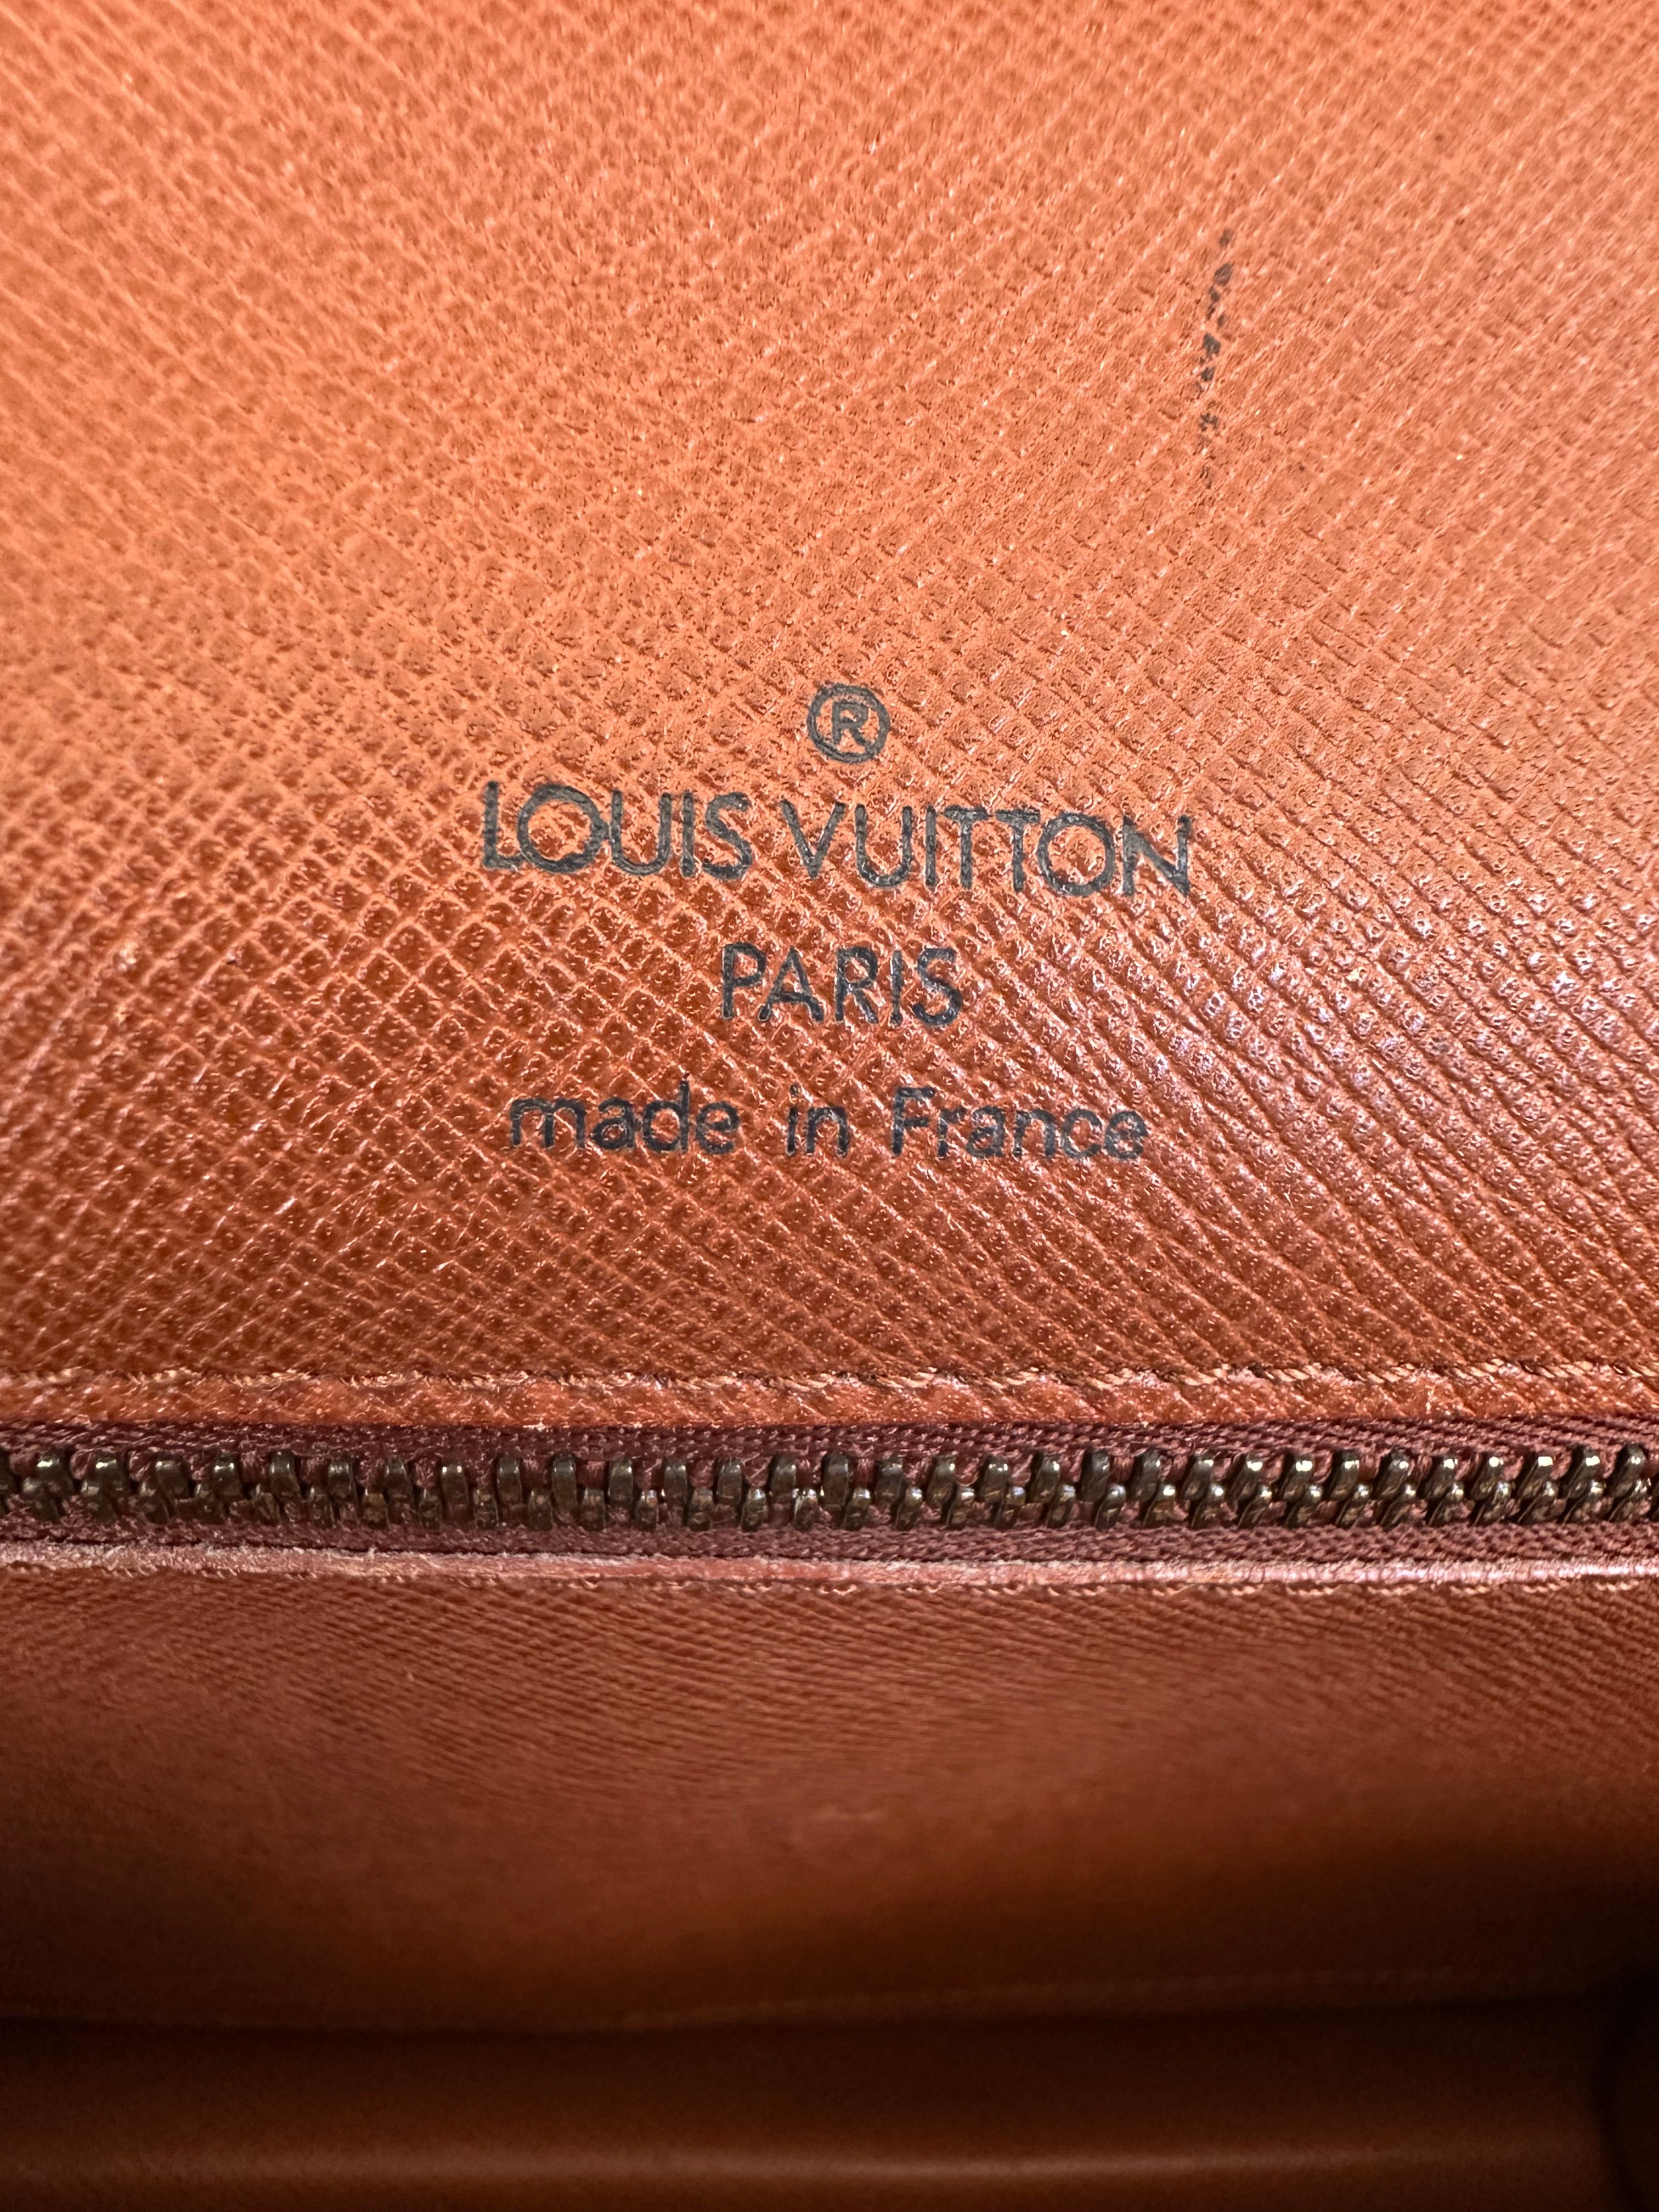 ®
LOUIS VUITTON
PARIS
made in France